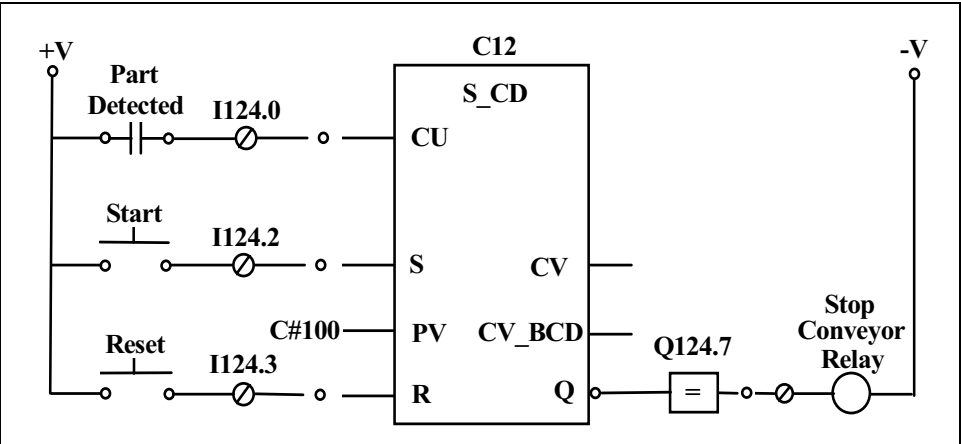 +V
C12
-V
Part
Detected
I124.0
S_CD
CU
Start
I124.2
S
CV
C#100
PV
CV_BCD
Stop
Conveyor
Relay
Reset
I124.3
R
Q
Q124.7
=